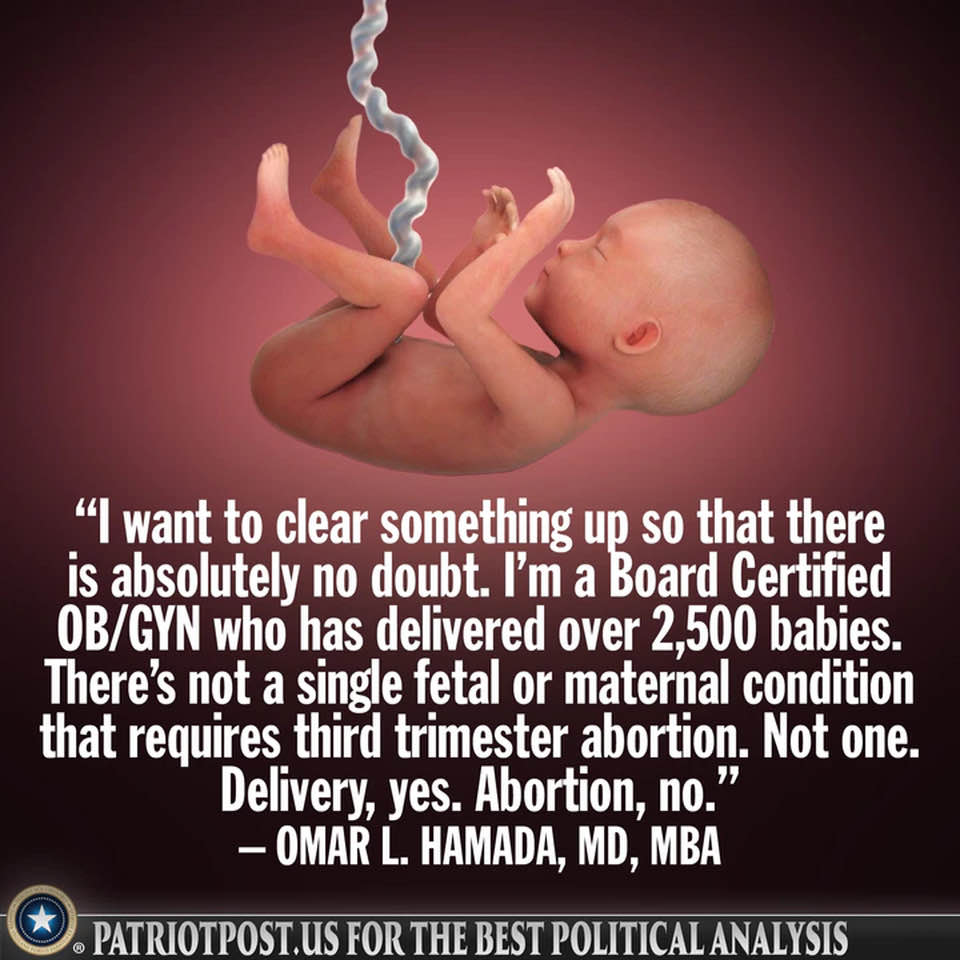 “I want to clear something up so that there
is absolutely no doubt. I’m a Board Certified
OB/GYN who has delivered over 2,500 babies.
There’s not a single fetal or maternal condition
that requires third trimester abortion. Not one.
Delivery, yes. Abortion, no.”
– OMAR L. HAMADA, MD, MBA
® PATRIOTPOST.US FOR THE BEST POLITICAL ANALYSIS